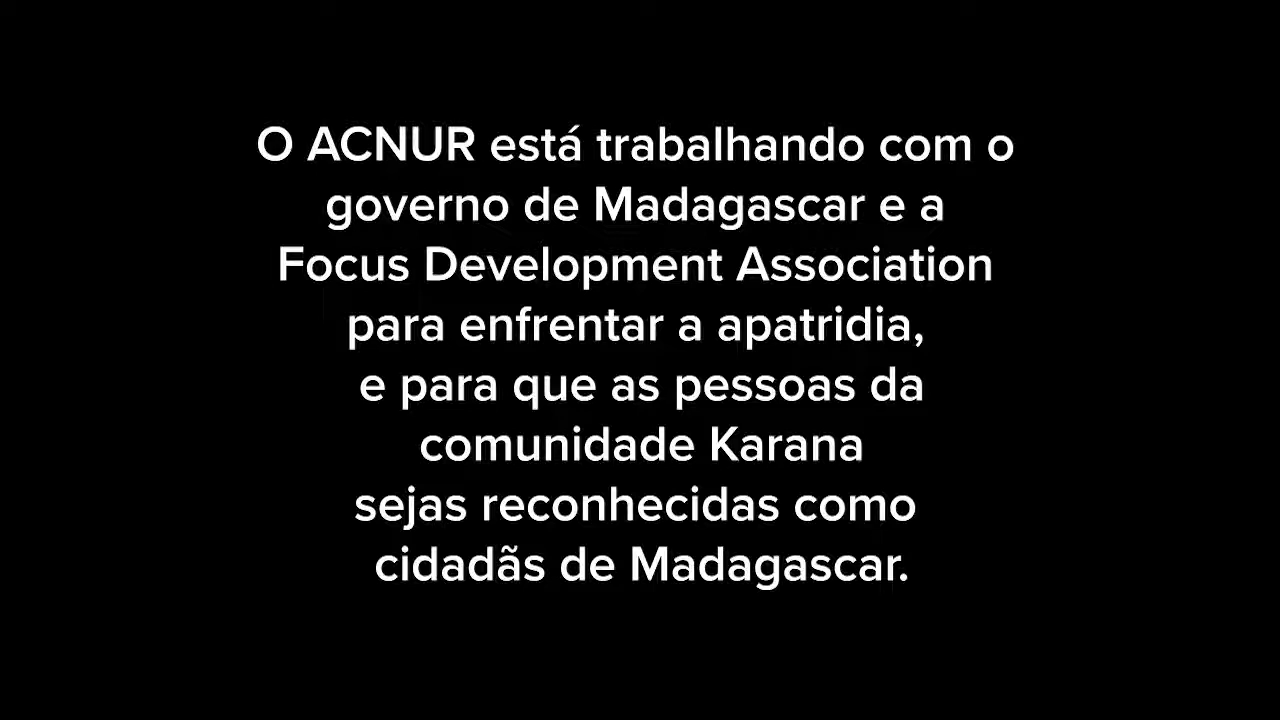 O ACNUR está trabalhando com o
governo de Madagascar e a
Focus Development Association
para enfrentar a apatridia,
e para que as pessoas da
comunidade Karana
sejas reconhecidas como
cidadãs de Madagascar.